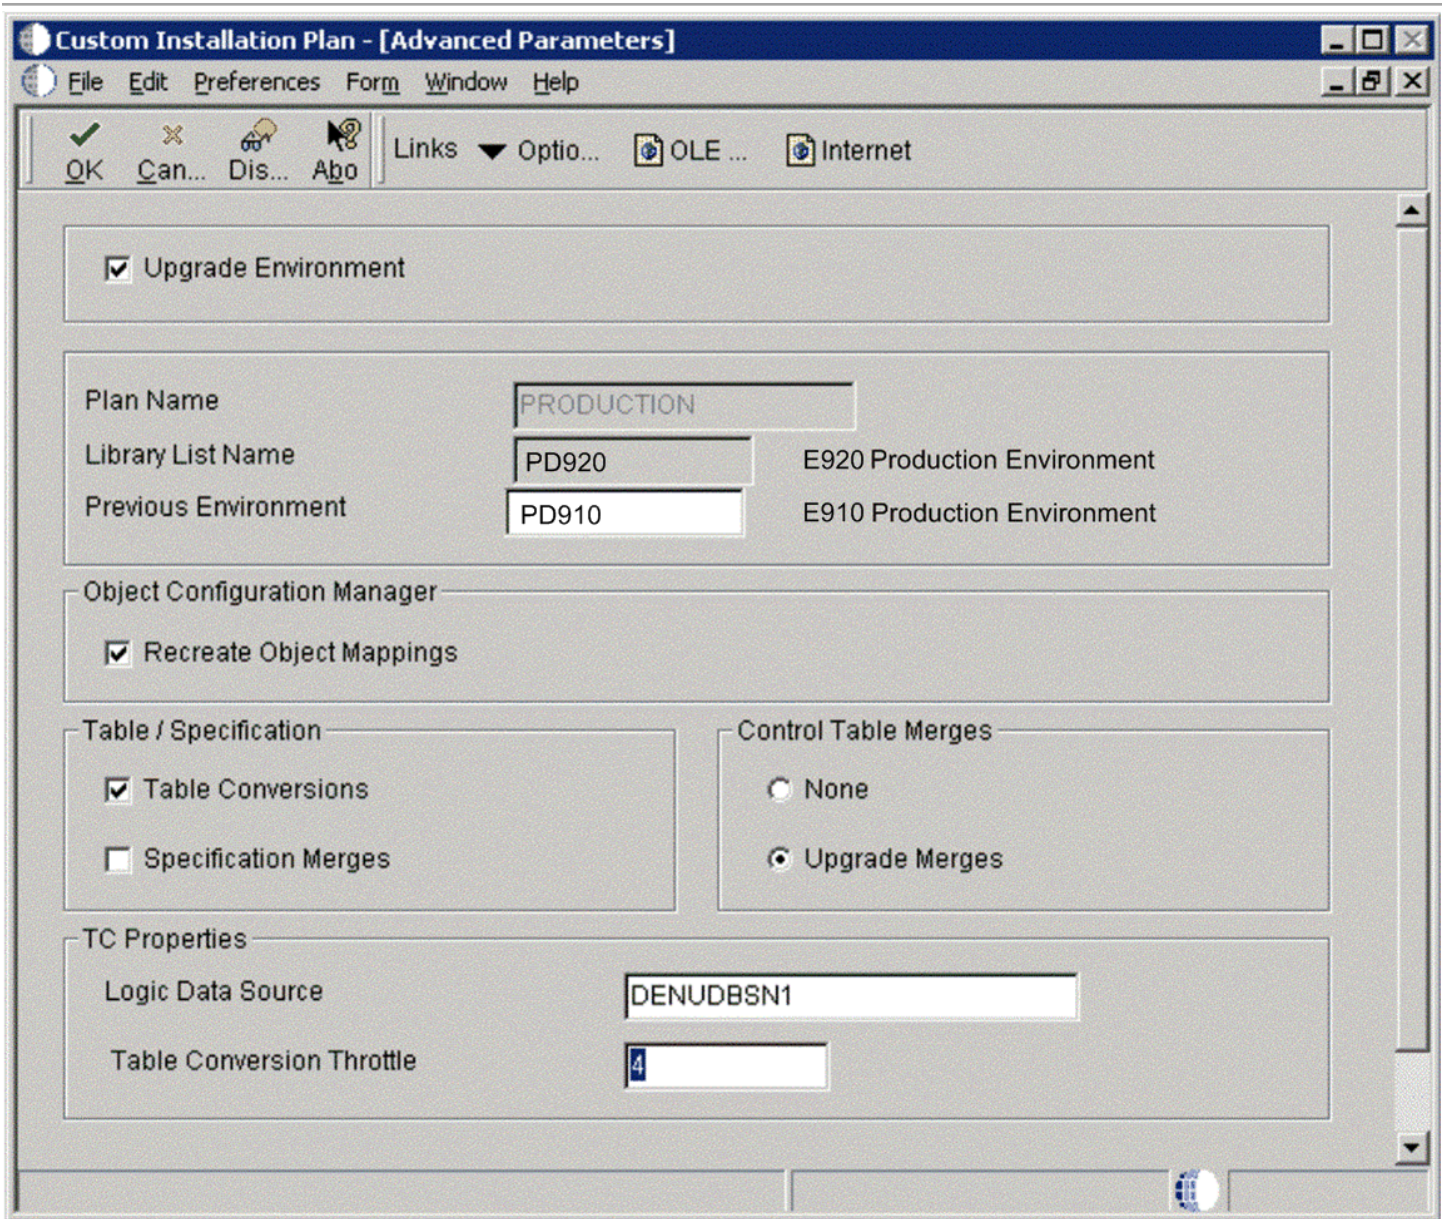 Custom Installation Plan - [Advanced Parameters]
File Edit Preferences Form Window Help
OK Can... Dis... Abo Links Optio... OLE ... Internet
Upgrade Environment
Plan Name PRODUCTION
Library List Name PD920 E920 Production Environment
Previous Environment PD910 E910 Production Environment
Object Configuration Manager
Recreate Object Mappings
Table / Specification Control Table Merges
Table Conversions None
Specification Merges Upgrade Merges
TC Properties
Logic Data Source DENUDBSN1
Table Conversion Throttle 4